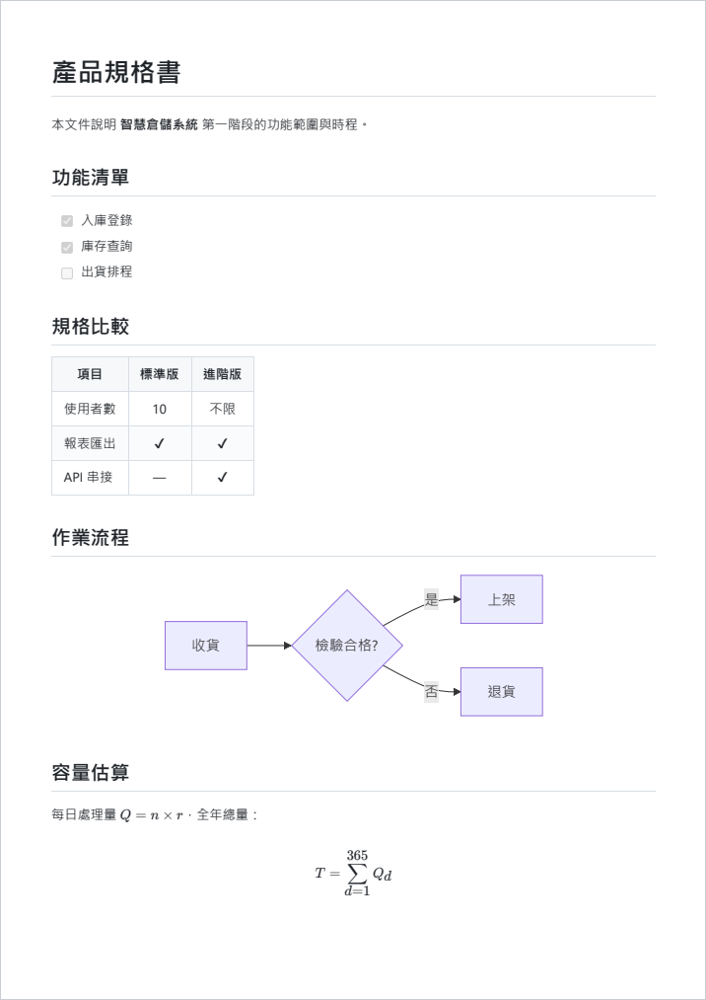 產品規格書
本文件說明 智慧倉儲系統 第一階段的功能範圍與時程。
功能清單
入庫登錄
庫存查詢
出貨排程
規格比較
項目 標準版 進階版
使用者數 10 不限
報表匯出 ✓ ✓
API 串接 — ✓
作業流程
收貨
檢驗合格?
是
上架
否
退貨
容量估算
每日處理量 Q = n × r，全年總量：
T = ∑_{d=1}^{365} Q_d